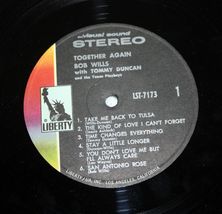 visual sound
STEREO
TOGETHER AGAIN
BOB WILLS
with TOMMY DUNCAN
and the Texas Playboys
LST-7173
1
LIBERTY
1 TAKE ME BACK TO TULSA
2 THE KIND OF LOVE I CAN'T FORGET
3 TIME CHANGES EVERYTHING
4 STAY A LITTLE LONGER
5 YOU DON'T LOVE ME BUT
I'LL ALWAYS CARE
6 SAN ANTONIO ROSE
LOS ANGELES, CALIFORNIA